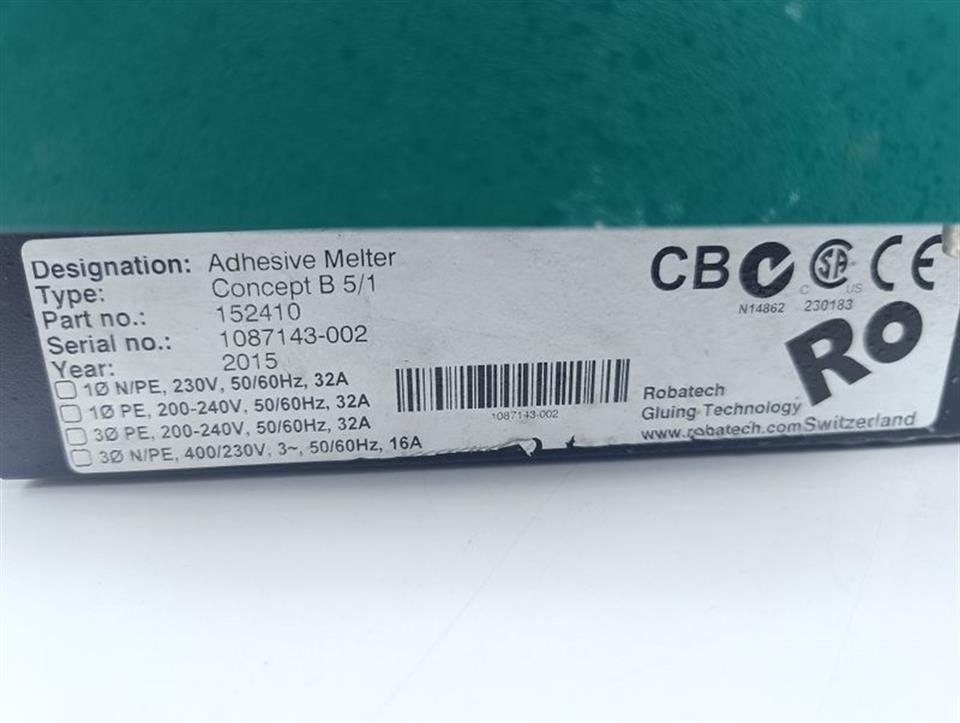 Designation: Adhesive Melter
Type: Concept B 5/1
Part no.: 152410
Serial no.: 1087143-002
Year: 2015
1Ø N/PE, 230V, 50/60Hz, 32A
1Ø PE, 200-240V, 50/60Hz, 32A
3Ø PE, 200-240V, 50/60Hz, 32A
3Ø N/PE, 400/230V, 3~, 50/60Hz, 16A
1087143-002
CB
N14862
C SA US
230183
CE
Ro
Robatech
Gluing Technology
www.robatech.com Switzerland